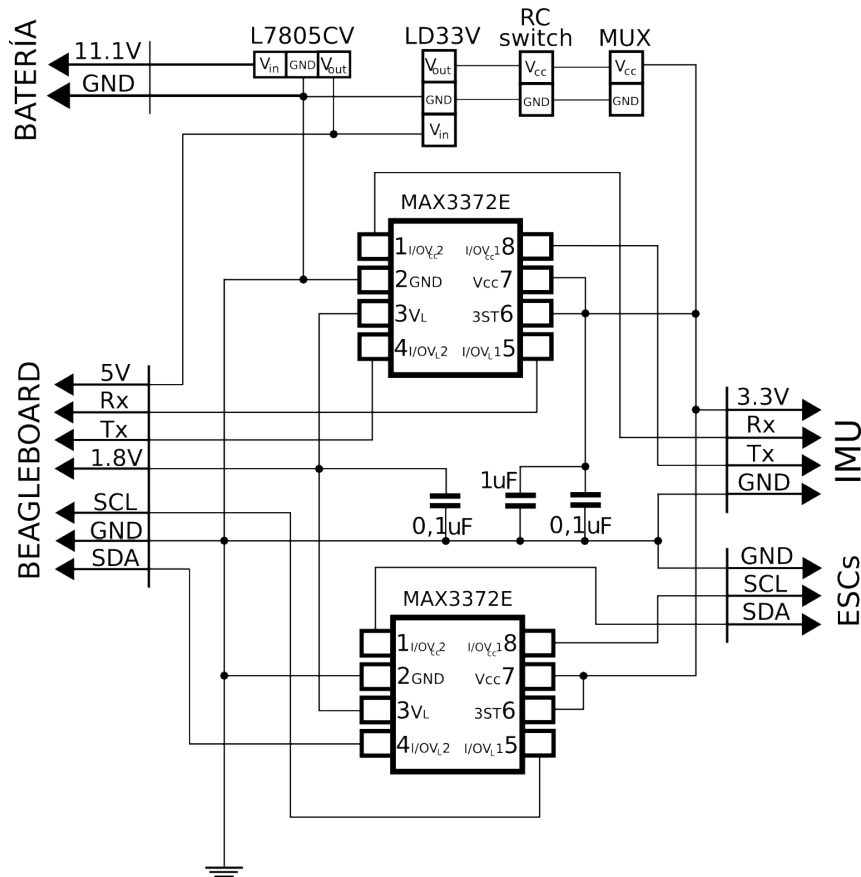 BATERÍA
11.1V
GND
L7805CV
Vin
GND
Vout
LD33V
Vout
GND
Vin
RC
switch
Vcc
GND
MUX
Vcc
GND
MAX3372E
1 I/OVcc2
2 GND
3 VL
4 I/OVL2
I/OVcc1 8
Vcc 7
3ST 6
I/OVL1 5
BEAGLEBOARD
5V
Rx
Tx
1.8V
SCL
GND
SDA
0,1uF
1uF
0,1uF
IMU
3.3V
Rx
Tx
GND
ESCs
GND
SCL
SDA
MAX3372E
1 I/OVcc2
2 GND
3 VL
4 I/OVL2
I/OVcc1 8
Vcc 7
3ST 6
I/OVL1 5